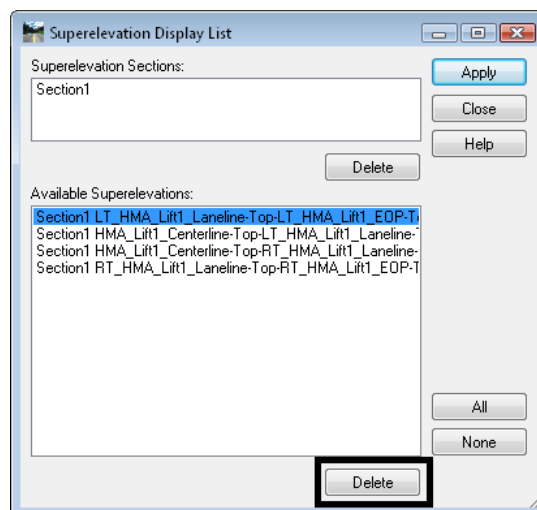 Superelevation Display List
Superelevation Sections:
Section1
Apply
Close
Help
Delete
Available Superelevations:
Section1 LT_HMA_Lift1_Laneline-Top-LT_HMA_Lift1_EOP-T
Section1 HMA_Lift1_Centerline-Top-LT_HMA_Lift1_Laneline-
Section1 HMA_Lift1_Centerline-Top-RT_HMA_Lift1_Laneline-
Section1 RT_HMA_Lift1_Laneline-Top-RT_HMA_Lift1_EOP-T
All
None
Delete